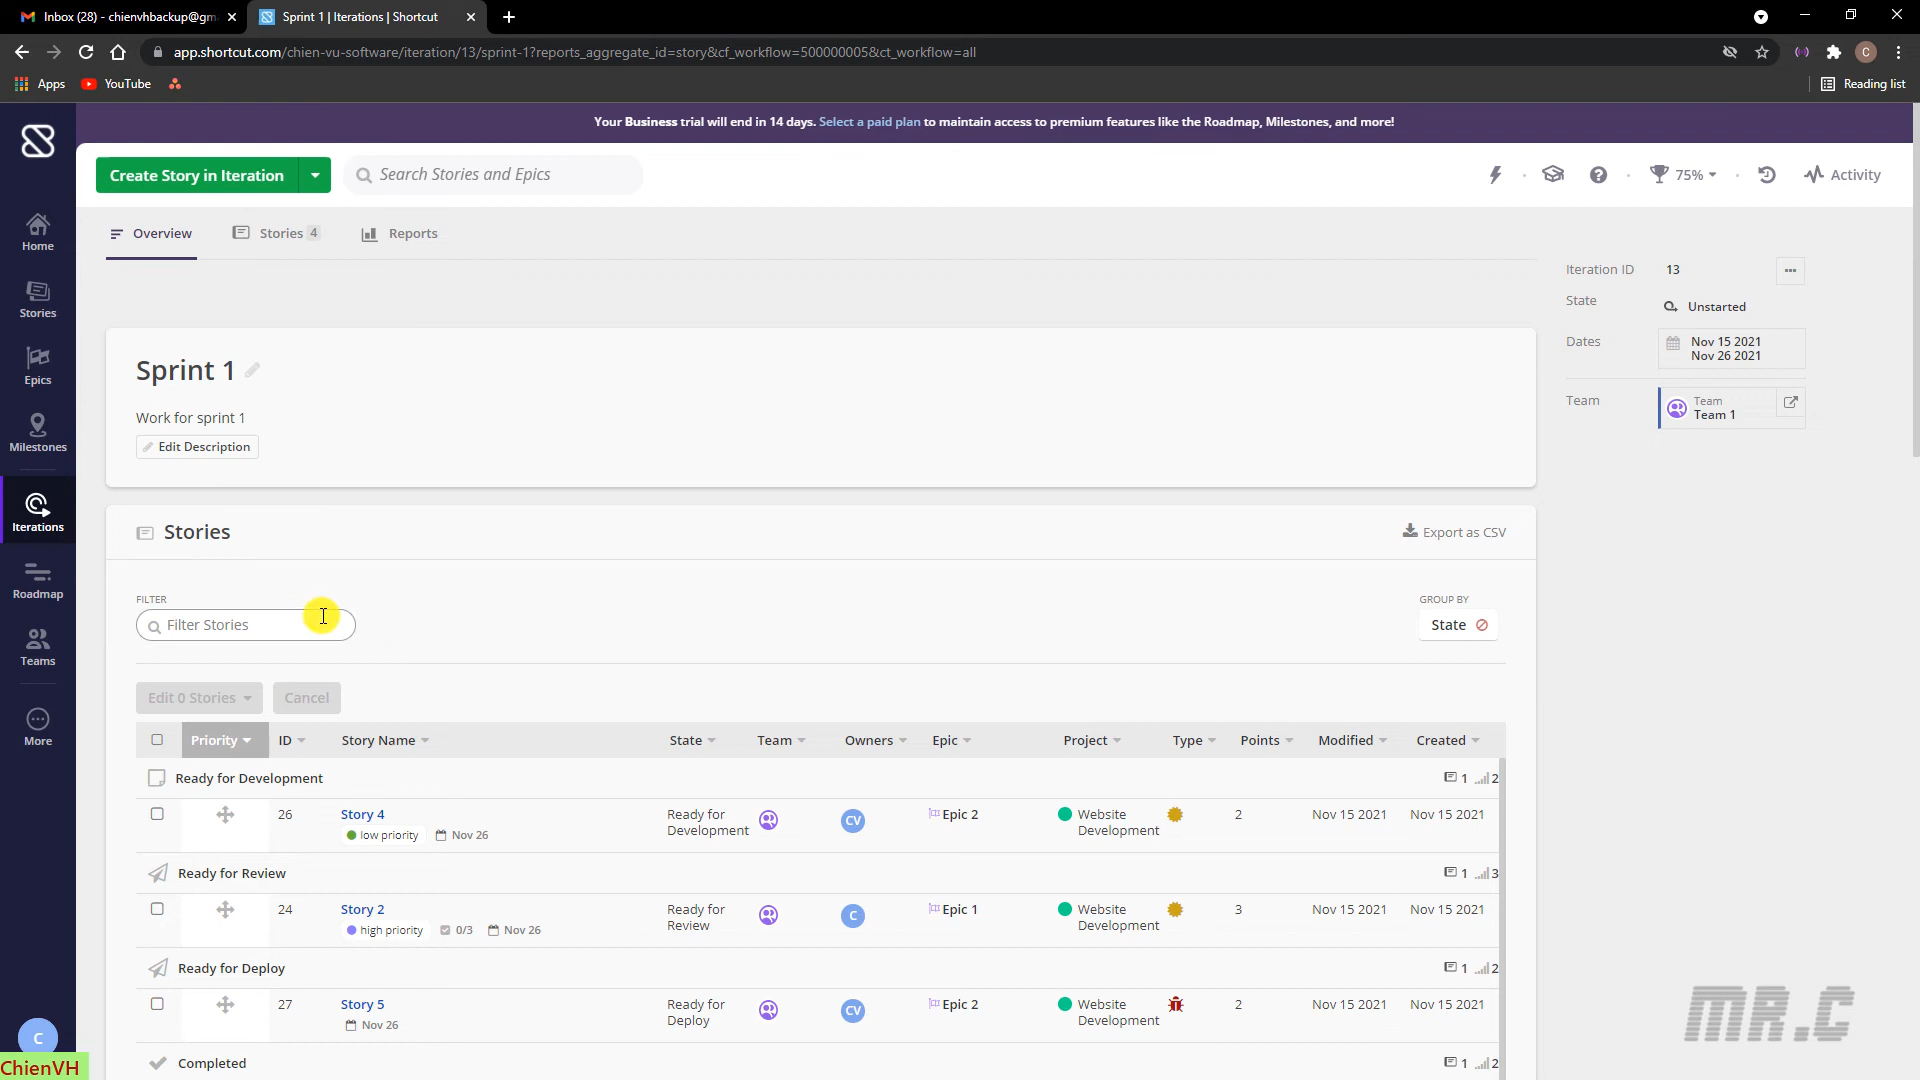 Inbox (28) - chienvhbackup@gm
Sprint 1 | Iterations | Shortcut
app.shortcut.com/chien-vu-software/iteration/13/sprint-1?reports_aggregate_id=story&cf_workflow=500000005&ct_workflow=all
C
Apps
YouTube
Reading list
Your Business trial will end in 14 days. Select a paid plan to maintain access to premium features like the Roadmap, Milestones, and more!
Create Story in Iteration
Search Stories and Epics
75%
Activity
Overview
Stories 4
Reports
Home
Stories
Epics
Milestones
Iterations
Roadmap
Teams
More
C
ChienVH
Iteration ID 13
State Unstarted
Dates Nov 15 2021
Nov 26 2021
Team Team
Team 1
Sprint 1
Work for sprint 1
Edit Description
Stories
Export as CSV
FILTER
Filter Stories
GROUP BY
State
Edit 0 Stories
Cancel
Priority ID Story Name State Team Owners Epic Project Type Points Modified Created
Ready for Development 1 2
26 Story 4 Ready for Development CV Epic 2 Website Development 2 Nov 15 2021 Nov 15 2021
low priority Nov 26
Ready for Review 1 3
24 Story 2 Ready for Review C Epic 1 Website Development 3 Nov 15 2021 Nov 15 2021
high priority 0/3 Nov 26
Ready for Deploy 1 2
27 Story 5 Ready for Deploy CV Epic 2 Website Development 2 Nov 15 2021 Nov 15 2021
Nov 26
Completed 1 2
MR.C